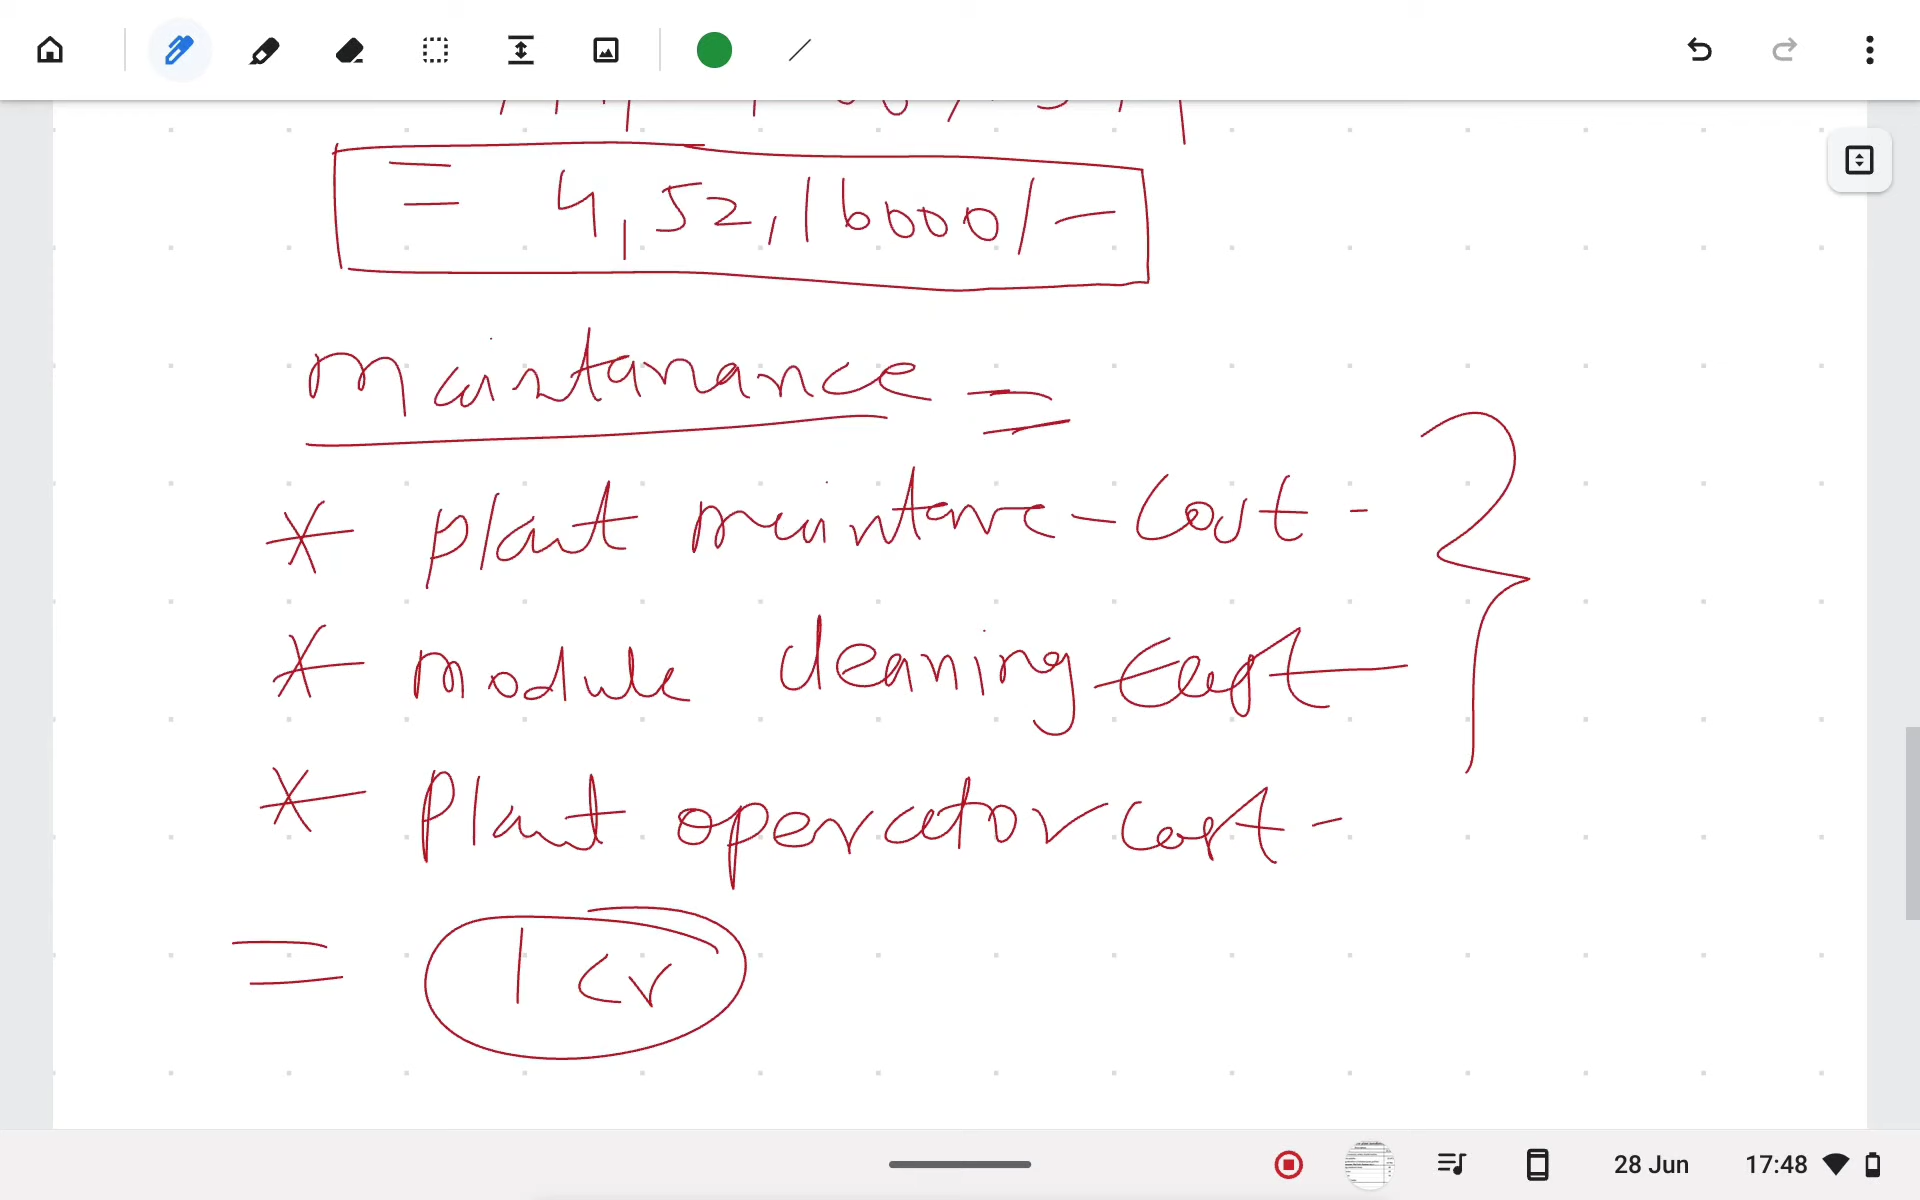 = 4,52,16000/-
maintanance =
* plant maintance - cost -
* module cleaning cost
* Plant operator cost -
= 1 cr
28 Jun 17:48